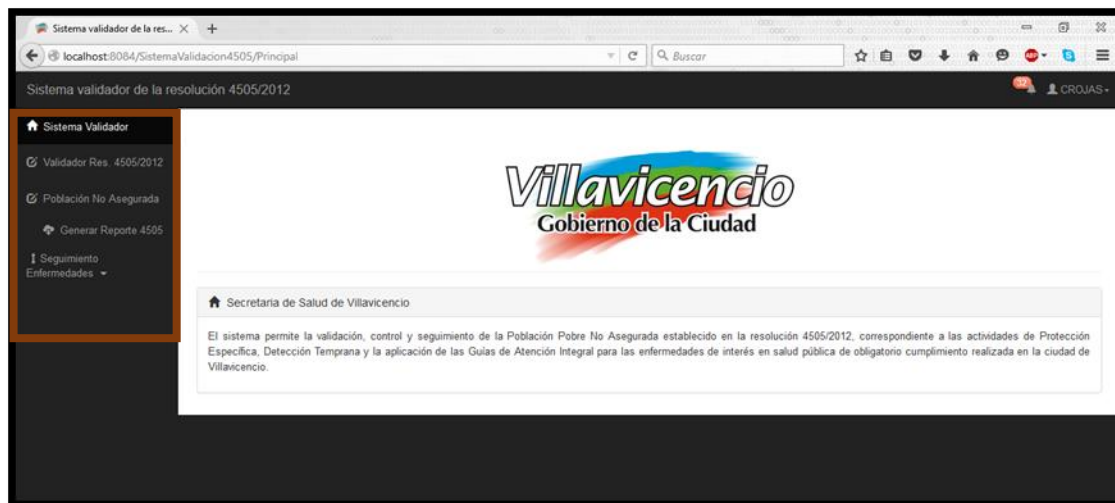 Sistema validador de la res...
localhost:8084/SistemaValidacion4505/Principal
Buscar
ABP
Sistema validador de la resolución 4505/2012
32
CROJAS
Sistema Validador
Validador Res. 4505/2012
Población No Asegurada
Generar Reporte 4505
Seguimiento
Enfermedades
Villavicencio
Gobierno de la Ciudad
Secretaria de Salud de Villavicencio
El sistema permite la validación, control y seguimiento de la Población Pobre No Asegurada establecido en la resolución 4505/2012, correspondiente a las actividades de Protección
Especifica, Detección Temprana y la aplicación de las Guías de Atención Integral para las enfermedades de interés en salud pública de obligatorio cumplimiento realizada en la ciudad de
Villavicencio.